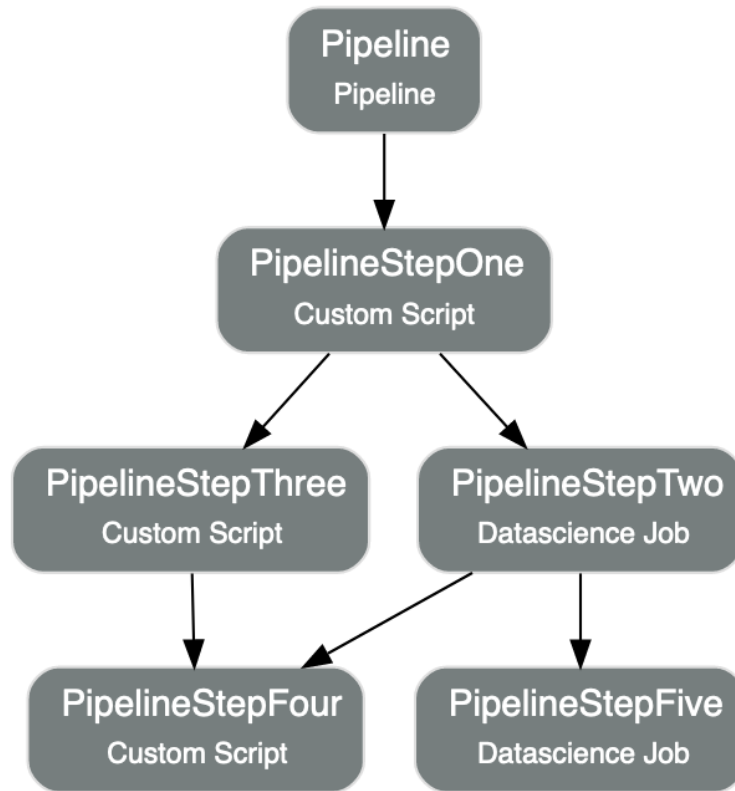 Pipeline
Pipeline
PipelineStepOne
Custom Script
PipelineStepThree
Custom Script
PipelineStepTwo
Datascience Job
PipelineStepFour
Custom Script
PipelineStepFive
Datascience Job